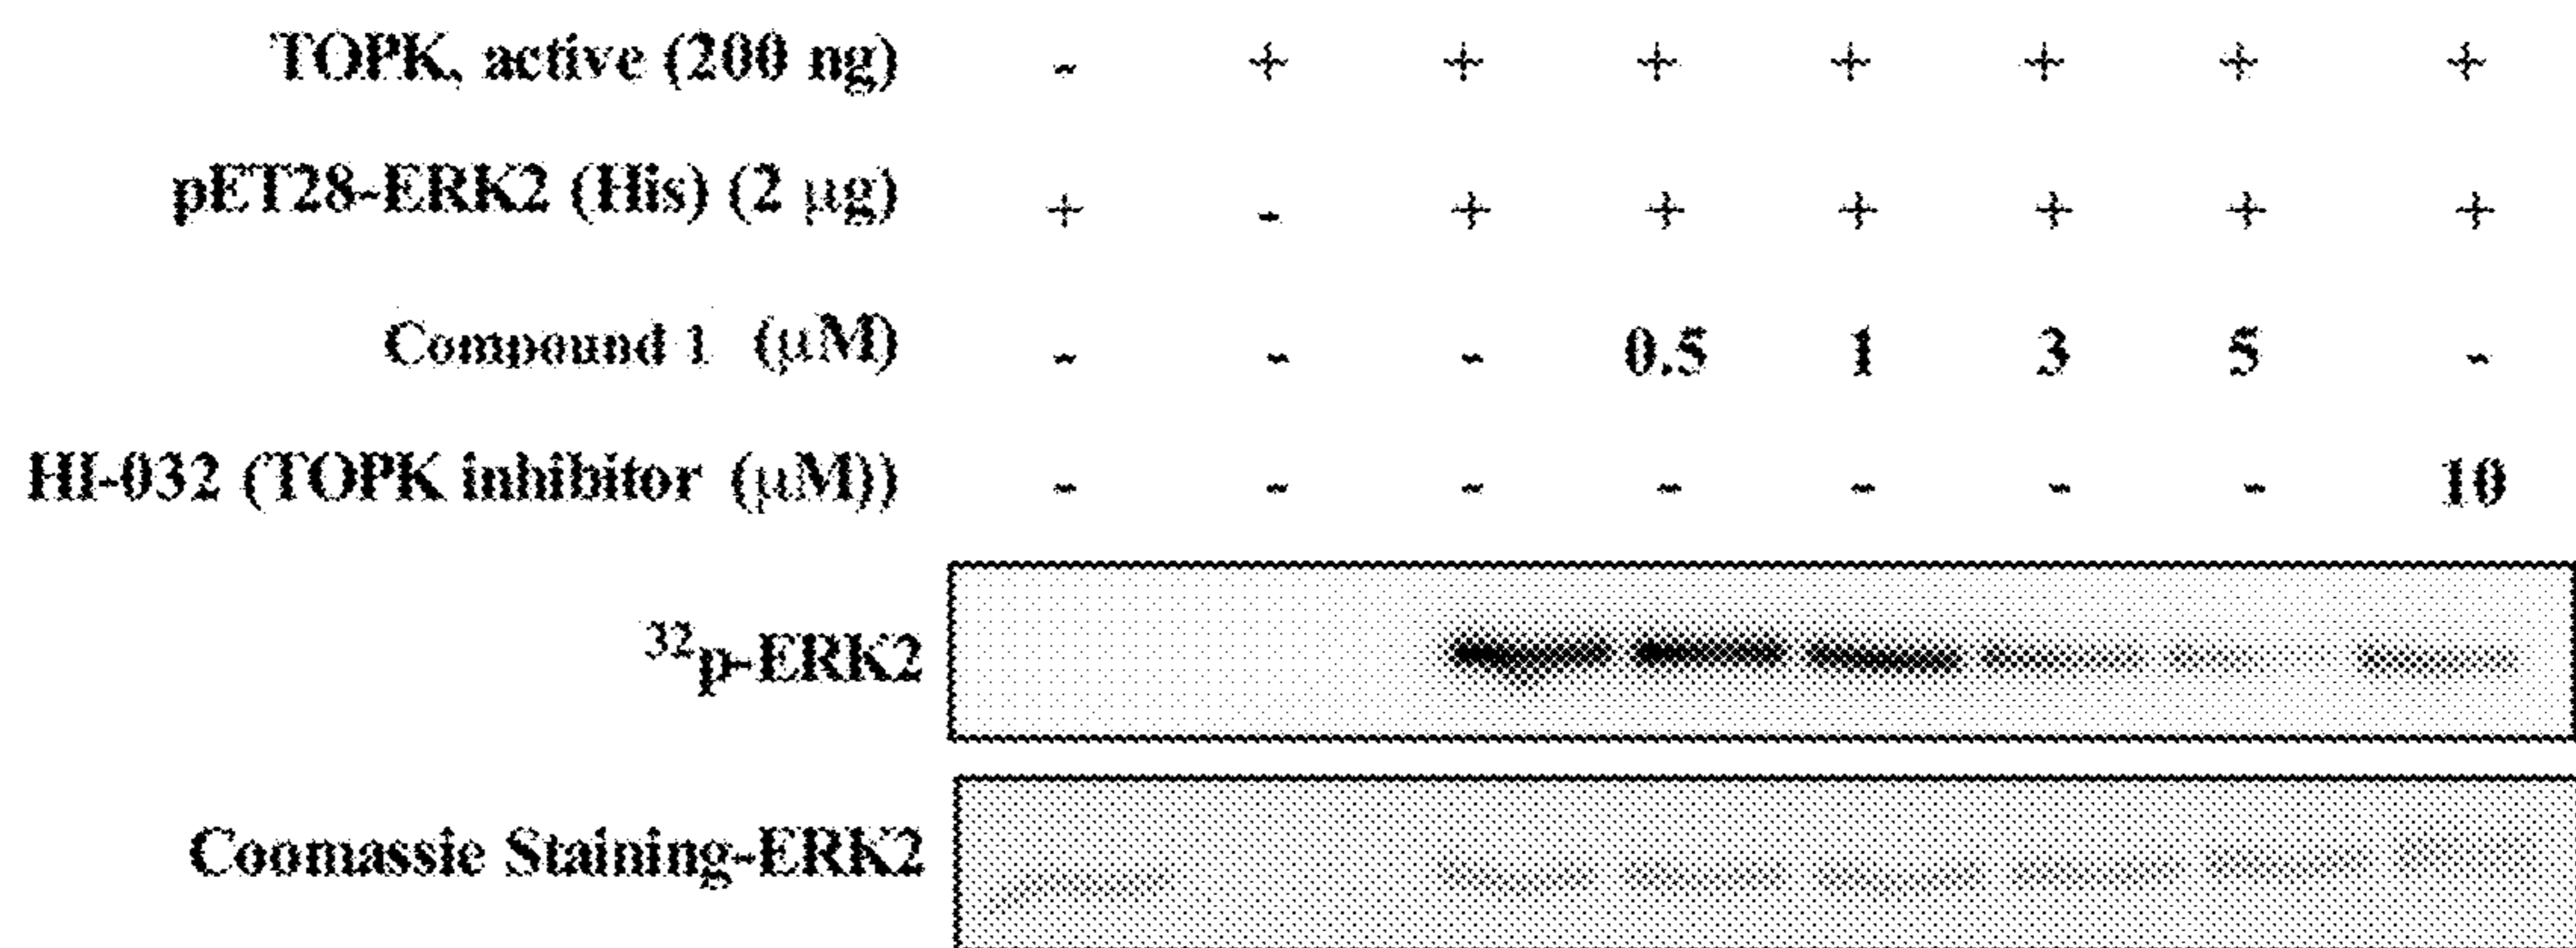 TOPK, active (200 ng) - + + + + + + +
pET28-ERK2 (His) (2 μg) + - + + + + + +
Compound 1 (μM) - - - 0.5 1 3 5 -
HI-032 (TOPK inhibitor (μM)) - - - - - - - 10
³²p-ERK2
Coomassie Staining-ERK2